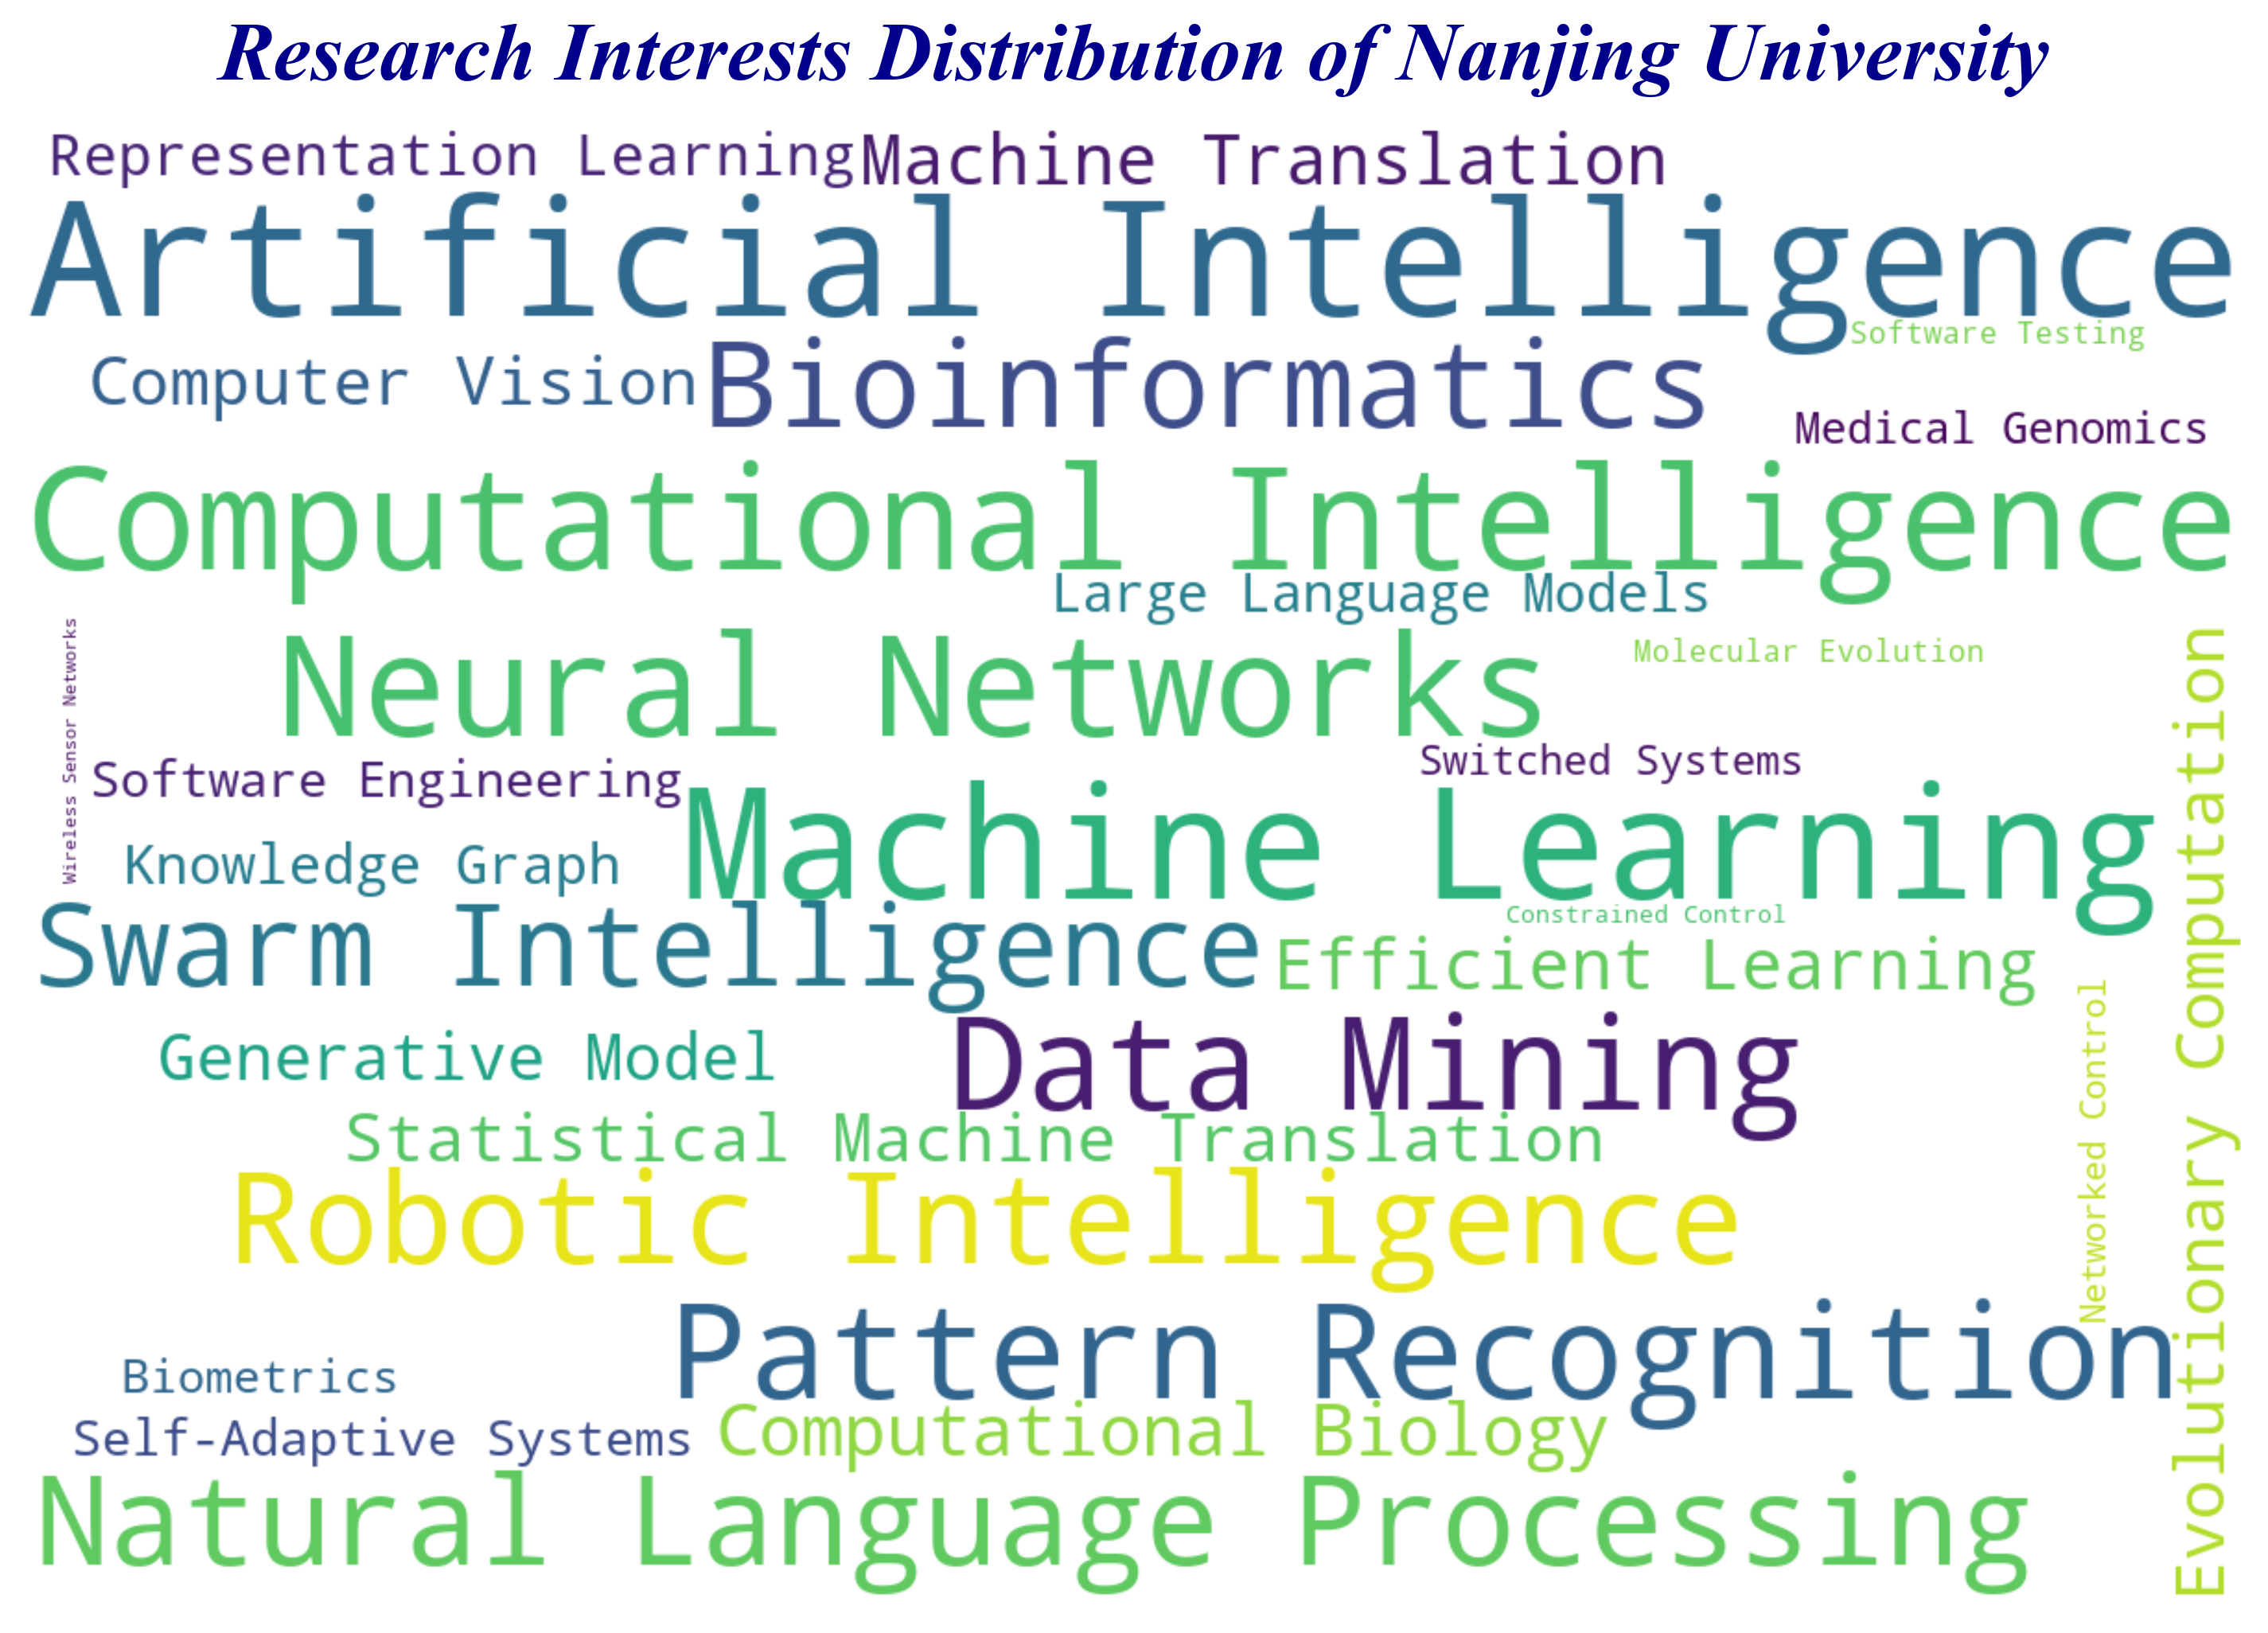 Research Interests Distribution of Nanjing University
Representation Learning
Machine Translation
Artificial Intelligence
Software Testing
Computer Vision
Bioinformatics
Medical Genomics
Computational Intelligence
Large Language Models
Wireless Sensor Networks
Neural Networks
Molecular Evolution
Evolutionary Computation
Software Engineering
Switched Systems
Machine Learning
Knowledge Graph
Swarm Intelligence
Constrained Control
Efficient Learning
Networked Control
Generative Model
Data Mining
Statistical Machine Translation
Robotic Intelligence
Pattern Recognition
Biometrics
Self-Adaptive Systems
Computational Biology
Natural Language Processing